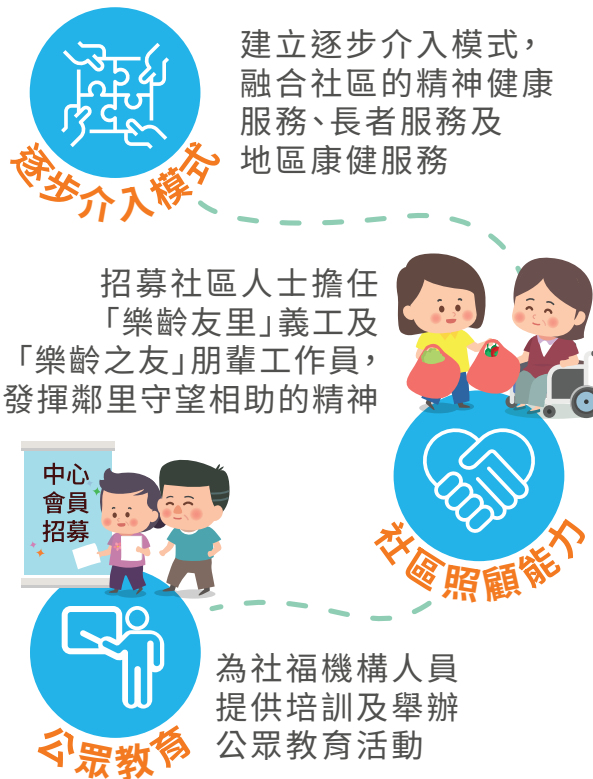 建立逐步介入模式，
融合社區的精神健康
服務、長者服務及
地區康健服務
逐步介入模式
招募社區人士擔任
「樂齡友里」義工及
「樂齡之友」朋輩工作員，
發揮鄰里守望相助的精神
社區照顧能力
中心
會員
招募
為社福機構人員
提供培訓及舉辦
公眾教育活動
公眾教育